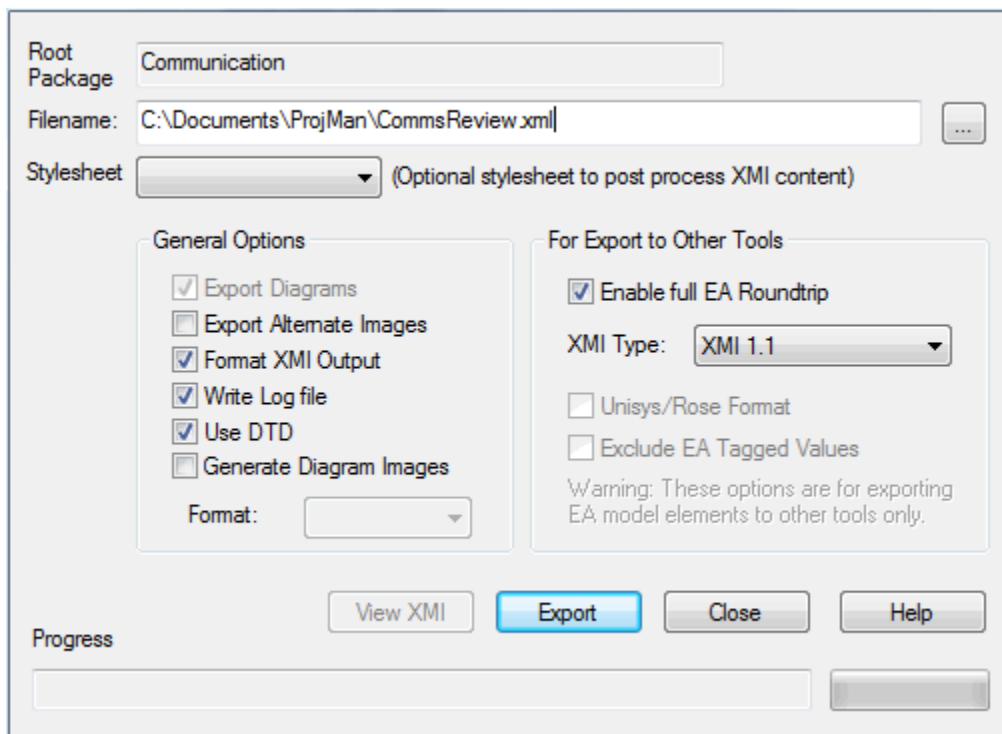 Root
Package
Communication
Filename:
C:\Documents\ProjMan\CommsReview.xml
...
Stylesheet
(Optional stylesheet to post process XMI content)
General Options
Export Diagrams
Export Alternate Images
Format XMI Output
Write Log file
Use DTD
Generate Diagram Images
Format:
For Export to Other Tools
Enable full EA Roundtrip
XMI Type:
XMI 1.1
Unisys/Rose Format
Exclude EA Tagged Values
Warning: These options are for exporting
EA model elements to other tools only.
View XMI
Export
Close
Help
Progress